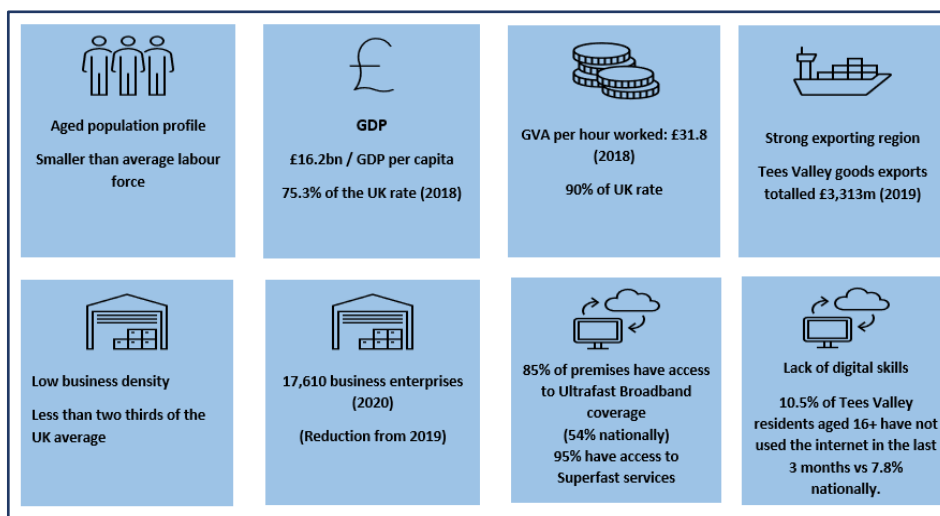 Aged population profile
Smaller than average labour
force
£
GDP
£16.2bn / GDP per capita
75.3% of the UK rate (2018)
GVA per hour worked: £31.8
(2018)
90% of UK rate
Strong exporting region
Tees Valley goods exports
totalled £3,313m (2019)
Low business density
Less than two thirds of the
UK average
17,610 business enterprises
(2020)
(Reduction from 2019)
85% of premises have access
to Ultrafast Broadband
coverage
(54% nationally)
95% have access to
Superfast services
Lack of digital skills
10.5% of Tees Valley
residents aged 16+ have not
used the internet in the last
3 months vs 7.8%
nationally.